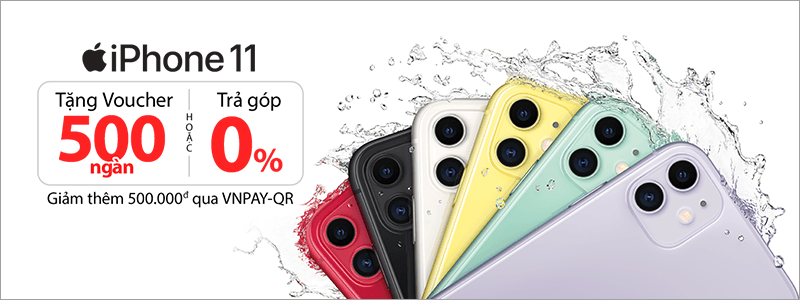 iPhone 11
Tặng Voucher
500
ngàn
HOẶC
Trả góp
0%
Giảm thêm 500.000đ qua VNPAY-QR